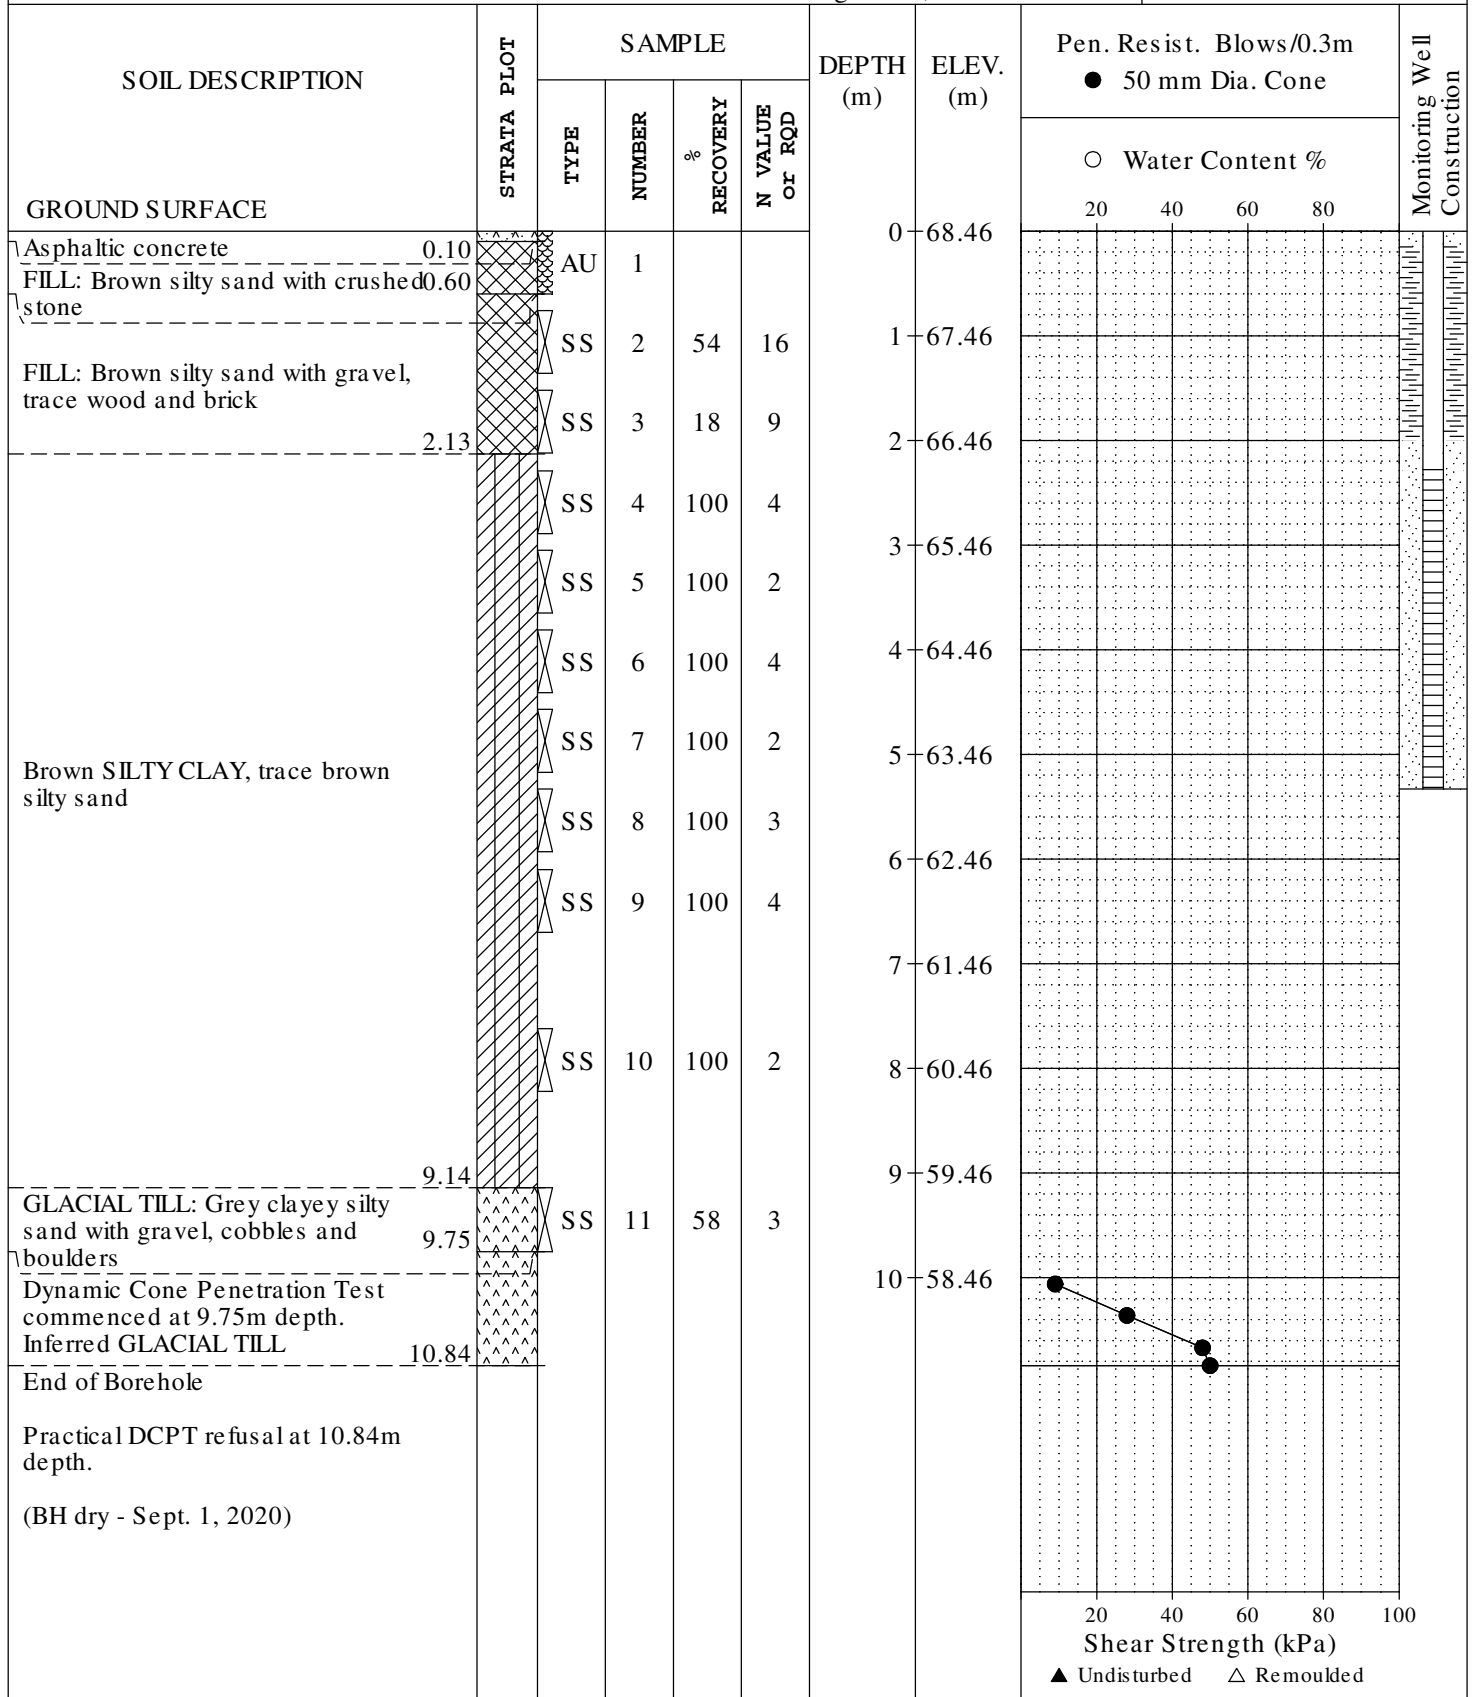 SOIL DESCRIPTION
GROUND SURFACE
STRATA PLOT
SAMPLE
TYPE
NUMBER
% RECOVERY
N VALUE or RQD
DEPTH (m)
ELEV. (m)
Pen. Resist. Blows/0.3m
● 50 mm Dia. Cone
○ Water Content %
20 40 60 80
Monitoring Well
Construction
0 68.46
Asphaltic concrete 0.10
AU 1
FILL: Brown silty sand with crushed 0.60
stone
SS 2 54 16
1 67.46
FILL: Brown silty sand with gravel,
trace wood and brick
2.13
SS 3 18 9
2 66.46
SS 4 100 4
3 65.46
SS 5 100 2
SS 6 100 4
4 64.46
SS 7 100 2
5 63.46
Brown SILTY CLAY, trace brown
silty sand
SS 8 100 3
6 62.46
SS 9 100 4
7 61.46
SS 10 100 2
8 60.46
9.14
9 59.46
GLACIAL TILL: Grey clayey silty
sand with gravel, cobbles and
boulders
9.75
SS 11 58 3
10 58.46
Dynamic Cone Penetration Test
commenced at 9.75m depth.
Inferred GLACIAL TILL
10.84
End of Borehole
Practical DCPT refusal at 10.84m
depth.
(BH dry - Sept. 1, 2020)
20 40 60 80 100
Shear Strength (kPa)
▲ Undisturbed △ Remoulded